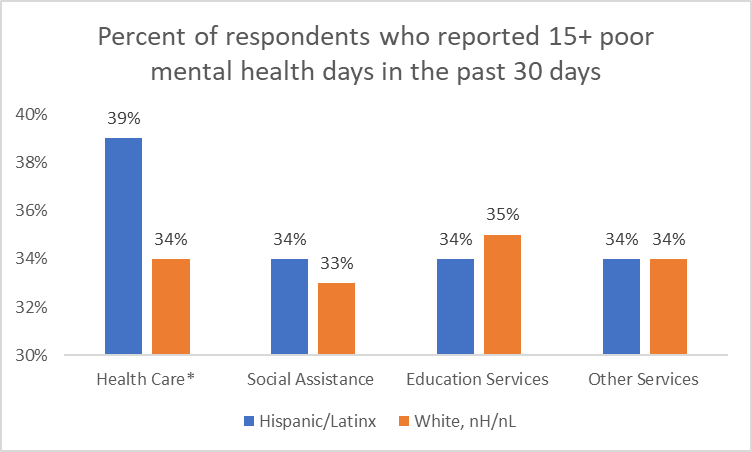 Percent of respondents who reported 15+ poor
mental health days in the past 30 days
40%
38%
36%
34%
32%
30%
39%
34%
34%
33%
34%
35%
34%
34%
Health Care*
Social Assistance
Education Services
Other Services
Hispanic/Latinx
White, nH/nL